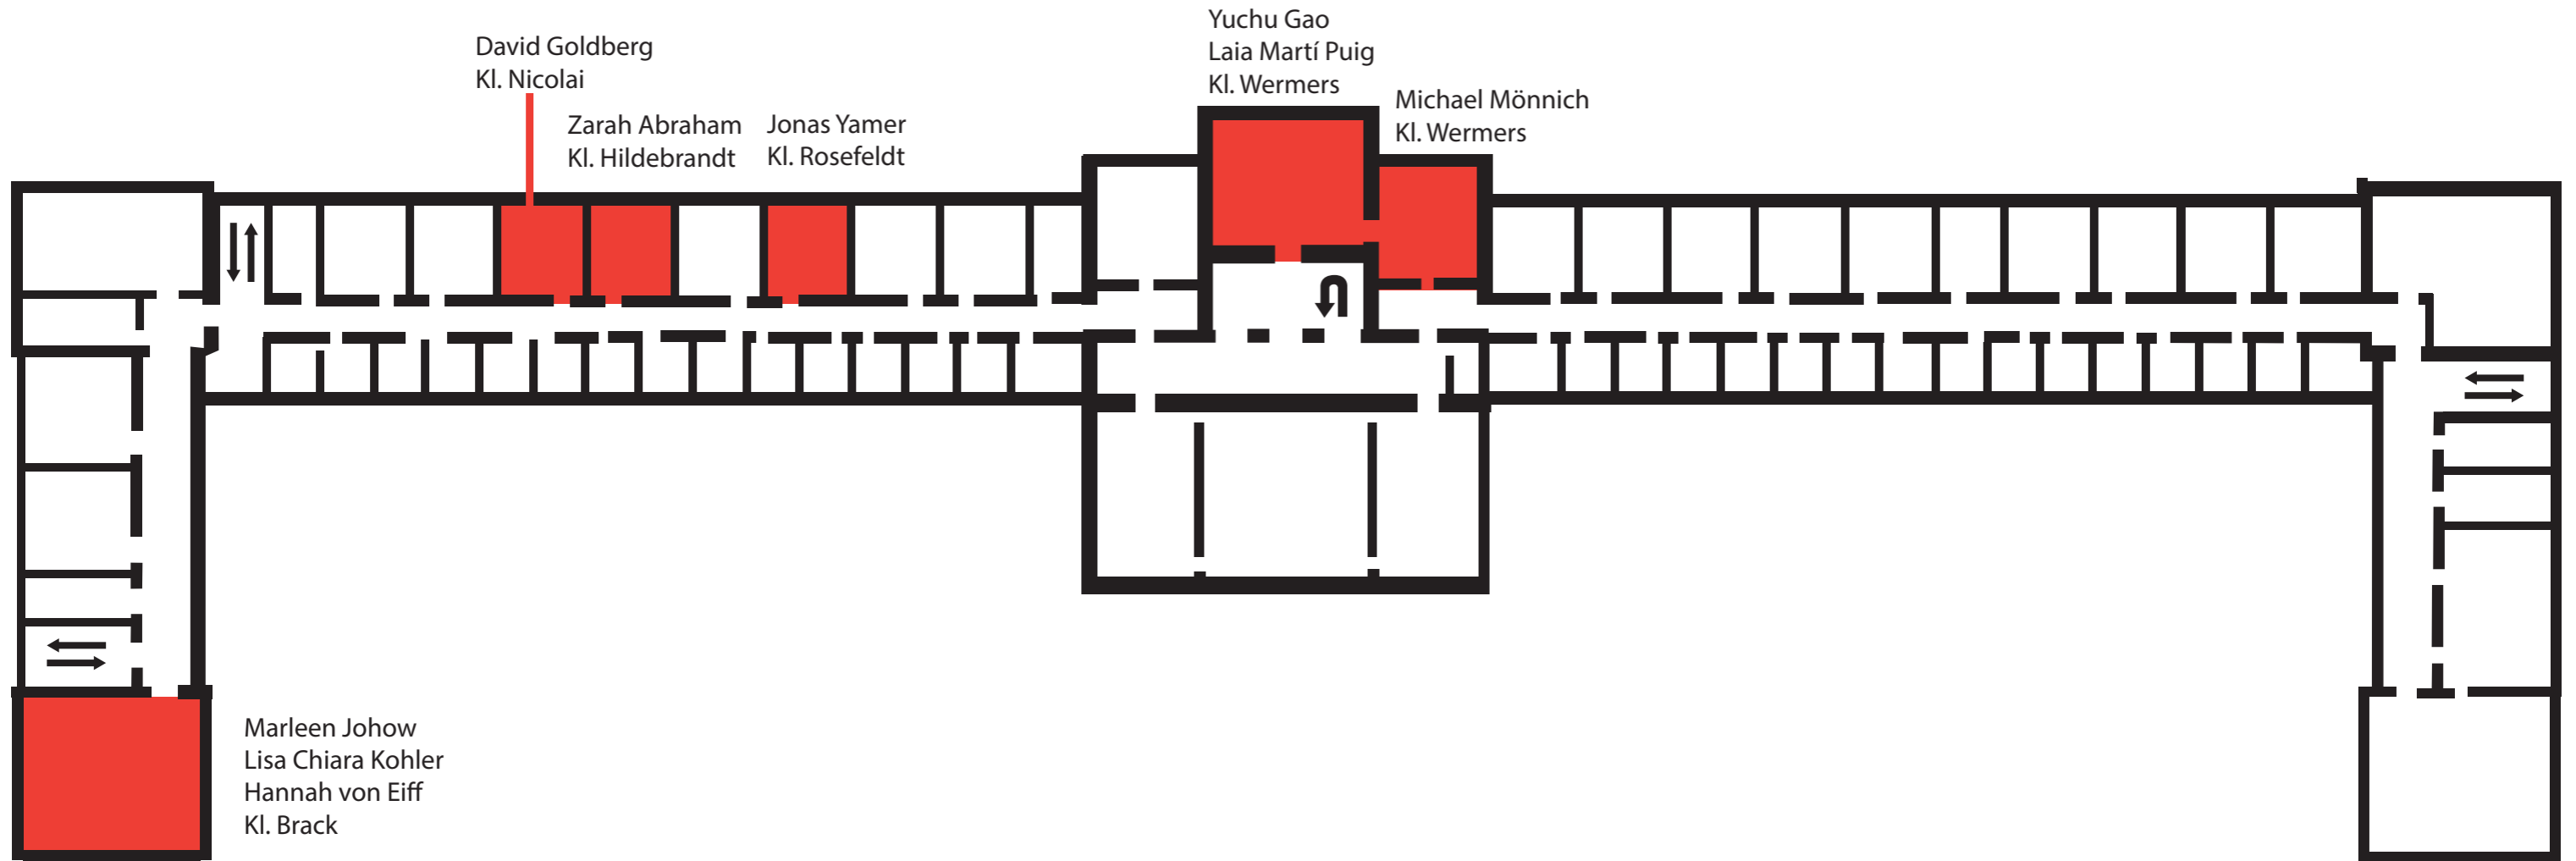 Yuchu Gao
Laia Martí Puig
Kl. Wermers
David Goldberg
Kl. Nicolai
Michael Mönnich
Kl. Wermers
Zarah Abraham
Kl. Hildebrandt
Jonas Yamer
Kl. Rosefeldt
Marleen Johow
Lisa Chiara Kohler
Hannah von Eiff
Kl. Brack